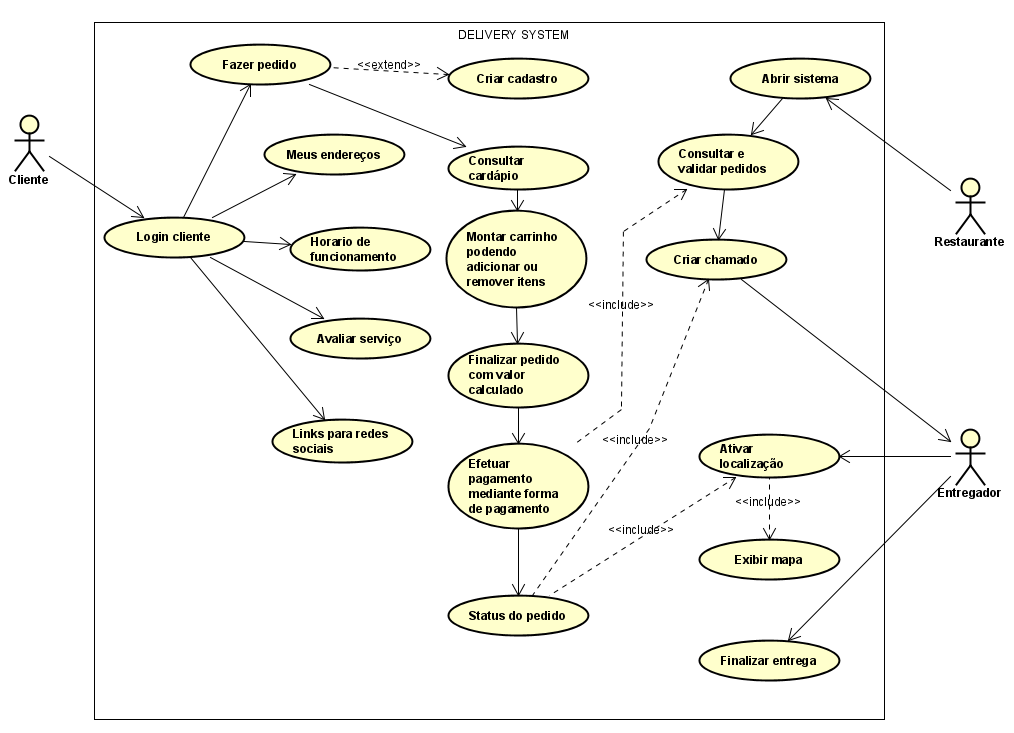 DELIVERY SYSTEM
Fazer pedido
<<extend>>
Criar cadastro
Abrir sistema
Cliente
Meus endereços
Consultar
cardápio
Consultar e
validar pedidos
Restaurante
Login cliente
Horario de
funcionamento
Montar carrinho
podendo
adicionar ou
remover itens
Criar chamado
<<include>>
Avaliar serviço
Finalizar pedido
com valor
calculado
Links para redes
sociais
<<include>>
Ativar
localização
Efetuar
pagamento
mediante forma
de pagamento
Entregador
<<include>>
<<include>>
Exibir mapa
Status do pedido
Finalizar entrega